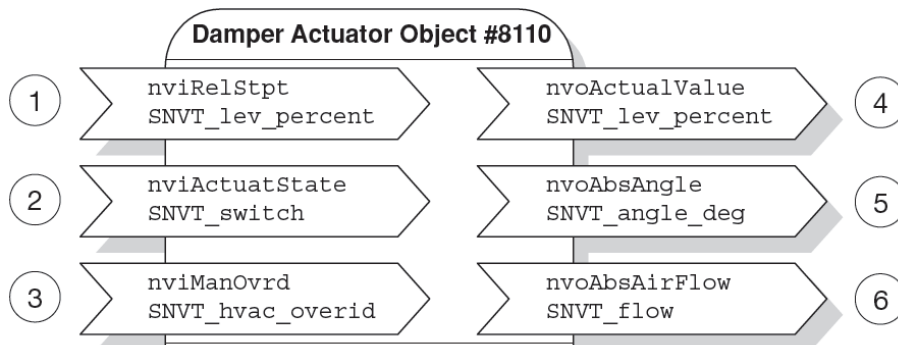 Damper Actuator Object #8110
1
nviRelStpt
SNVT_lev_percent
nvoActualValue
SNVT_lev_percent
4
2
nviActuatState
SNVT_switch
nvoAbsAngle
SNVT_angle_deg
5
3
nviManOvrd
SNVT_hvac_overid
nvoAbsAirFlow
SNVT_flow
6